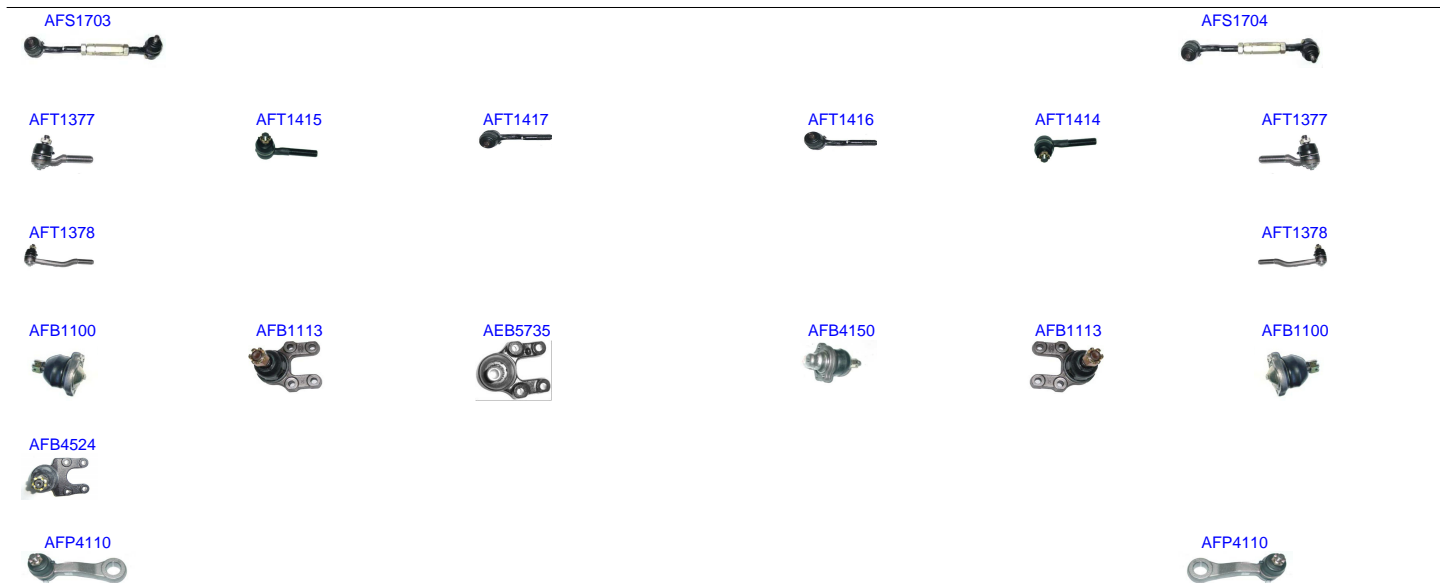 AFS1703 AFS1704
AFT1377 AFT1415 AFT1417 AFT1416 AFT1414 AFT1377
AFT1378 AFT1378
AFB1100 AFB1113 AEB5735 AFB4150 AFB1113 AFB1100
AFB4524
AFP4110 AFP4110